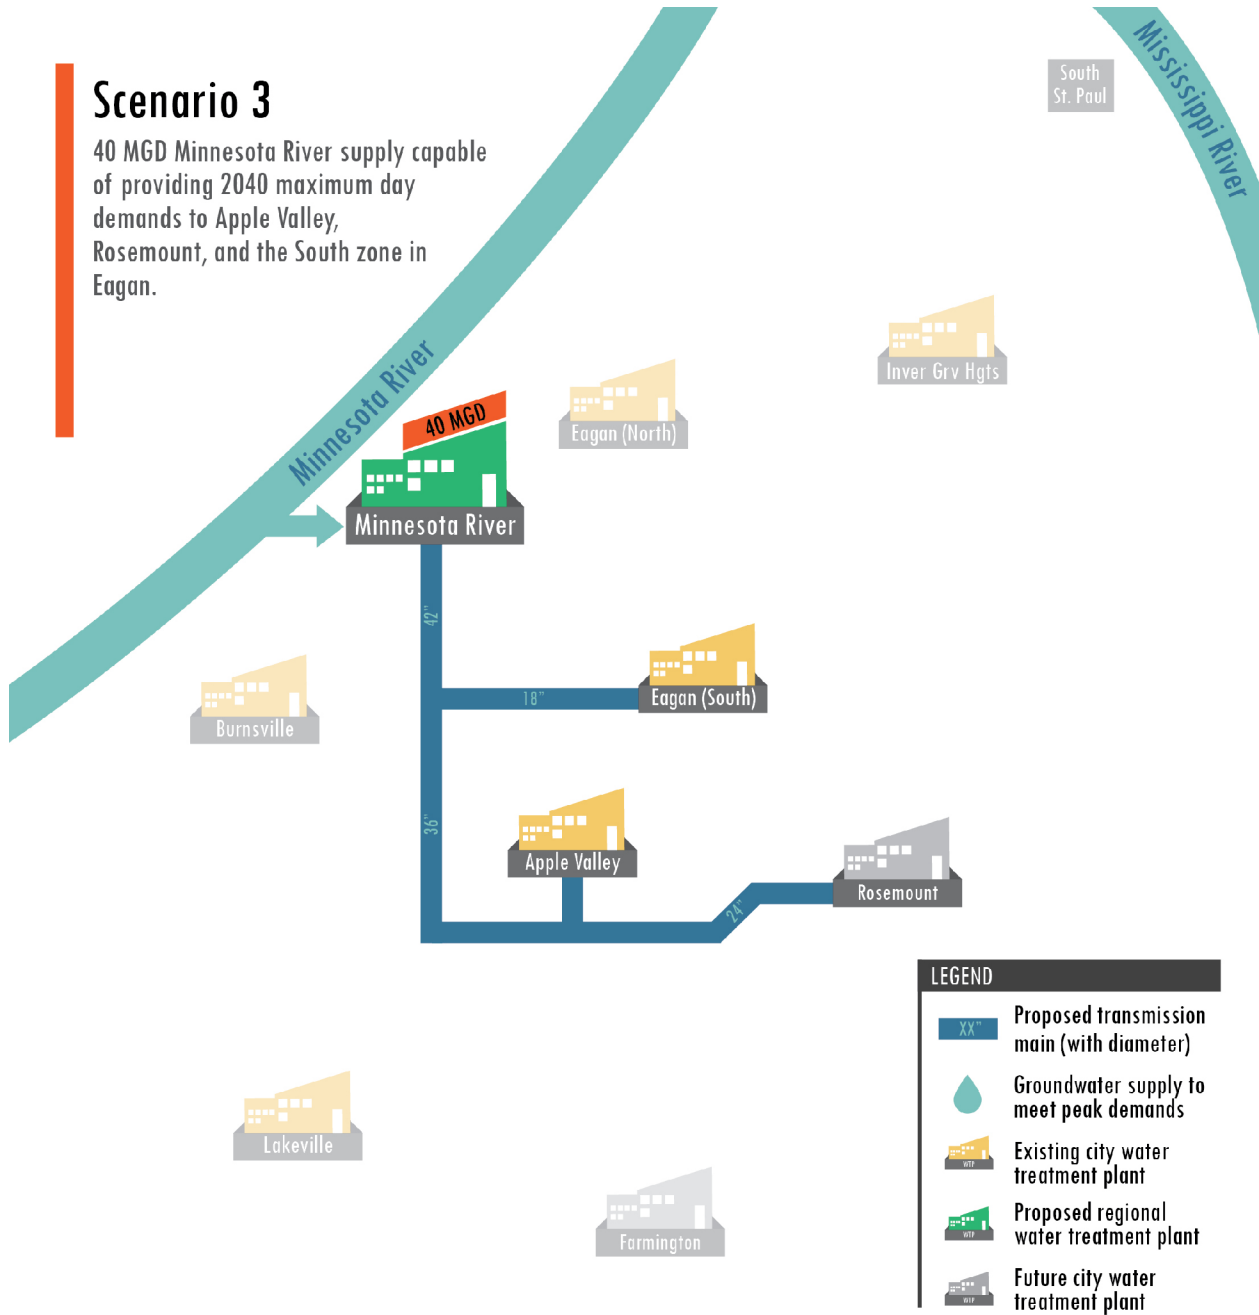 Scenario 3
40 MGD Minnesota River supply capable
of providing 2040 maximum day
demands to Apple Valley,
Rosemount, and the South zone in
Eagan.
Mississippi River
South
St. Paul
Minnesota River
Inver Grv Hgts
Eagan (North)
40 MGD
Minnesota River
42"
Eagan (South)
18"
Burnsville
36"
Apple Valley
Rosemount
24"
LEGEND
XX"
Proposed transmission
main (with diameter)
Groundwater supply to
meet peak demands
WTP
Existing city water
treatment plant
WTP
Proposed regional
water treatment plant
WTP
Future city water
treatment plant
Lakeville
Farmington